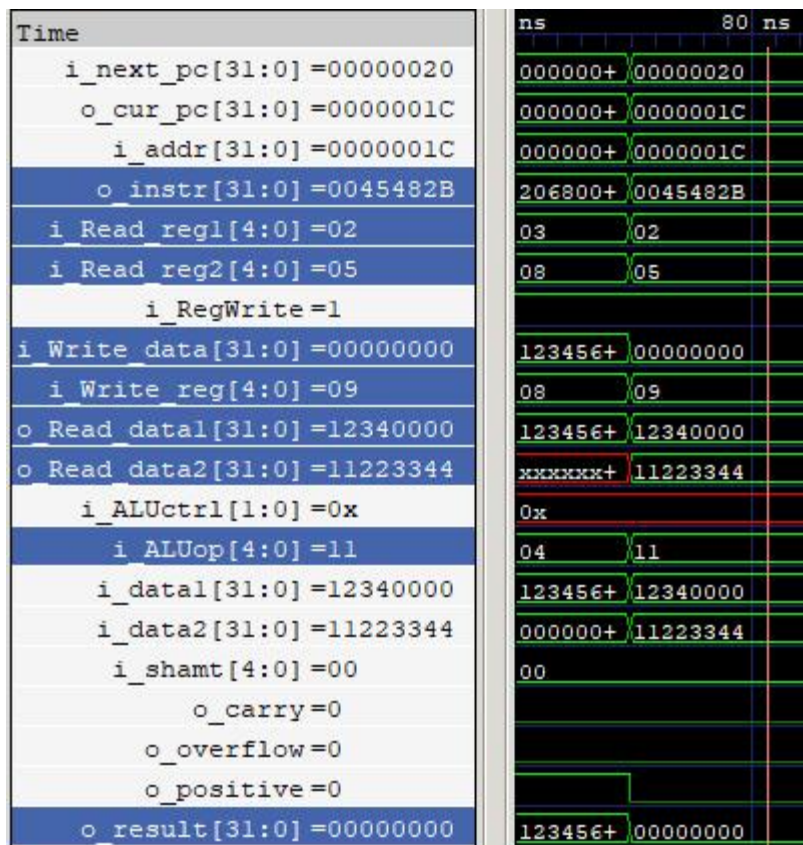 Time ns 80 ns
i_next_pc[31:0] =00000020 000000+ 00000020
o_cur_pc[31:0] =0000001C 000000+ 0000001C
i_addr[31:0] =0000001C 000000+ 0000001C
o_instr[31:0] =0045482B 206800+ 0045482B
i_Read_reg1[4:0] =02 03 02
i_Read_reg2[4:0] =05 08 05
i_RegWrite =1
i_Write_data[31:0] =00000000 123456+ 00000000
i_Write_reg[4:0] =09 08 09
o_Read_data1[31:0] =12340000 123456+ 12340000
o_Read_data2[31:0] =11223344 xxxxxx+ 11223344
i_ALUctrl[1:0] =0x 0x
i_ALUop[4:0] =11 04 11
i_data1[31:0] =12340000 123456+ 12340000
i_data2[31:0] =11223344 000000+ 11223344
i_shamt[4:0] =00 00
o_carry =0
o_overflow =0
o_positive =0
o_result[31:0] =00000000 123456+ 00000000